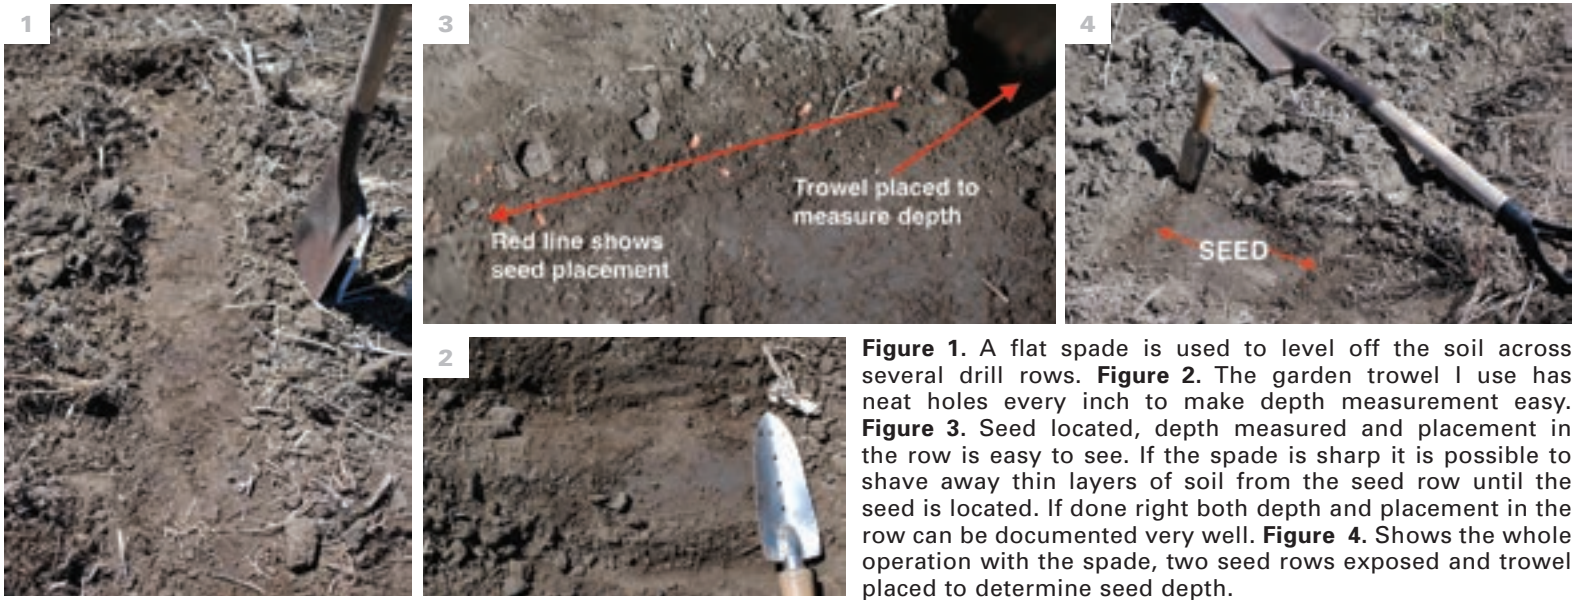 1
3
Red line shows
seed placement
Trowel placed to
measure depth
4
SEED
2
Figure 1. A flat spade is used to level off the soil across
several drill rows. Figure 2. The garden trowel I use has
neat holes every inch to make depth measurement easy.
Figure 3. Seed located, depth measured and placement in
the row is easy to see. If the spade is sharp it is possible to
shave away thin layers of soil from the seed row until the
seed is located. If done right both depth and placement in the
row can be documented very well. Figure 4. Shows the whole
operation with the spade, two seed rows exposed and trowel
placed to determine seed depth.